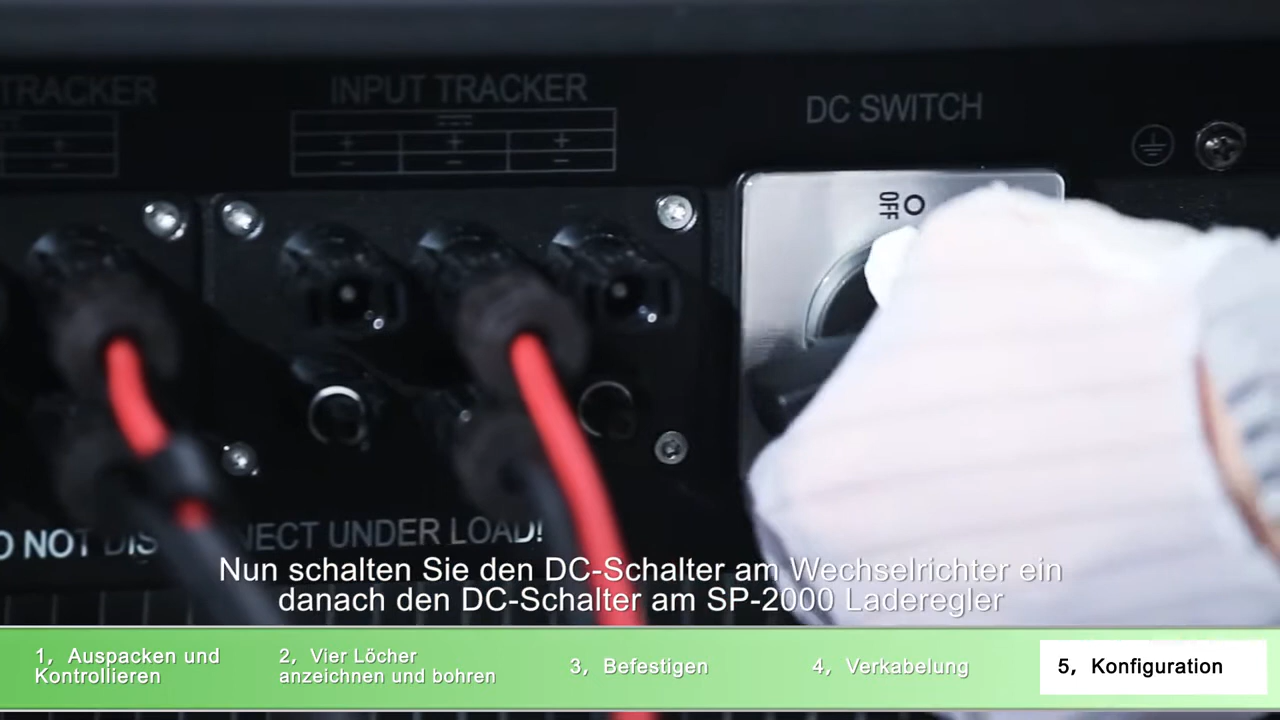 TRACKER
INPUT TRACKER
DC SWITCH
OFF
NOT DIS NECT UNDER LOAD!
Nun schalten Sie den DC-Schalter am Wechselrichter ein
danach den DC-Schalter am SP-2000 Laderegler
1, Auspacken und
Kontrollieren
2, Vier Löcher
anzeichnen und bohren
3, Befestigen
4, Verkabelung
5, Konfiguration